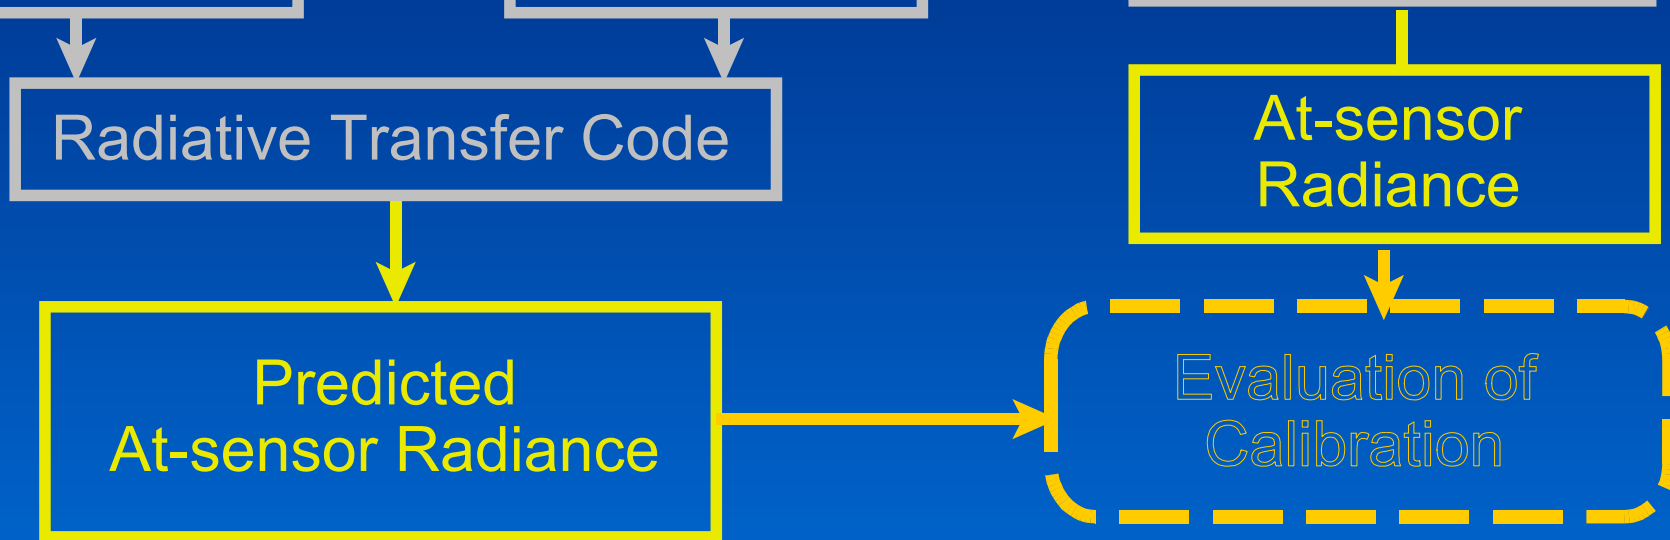 Radiative Transfer Code
At-sensor
Radiance
Predicted
At-sensor Radiance
Evaluation of
Calibration